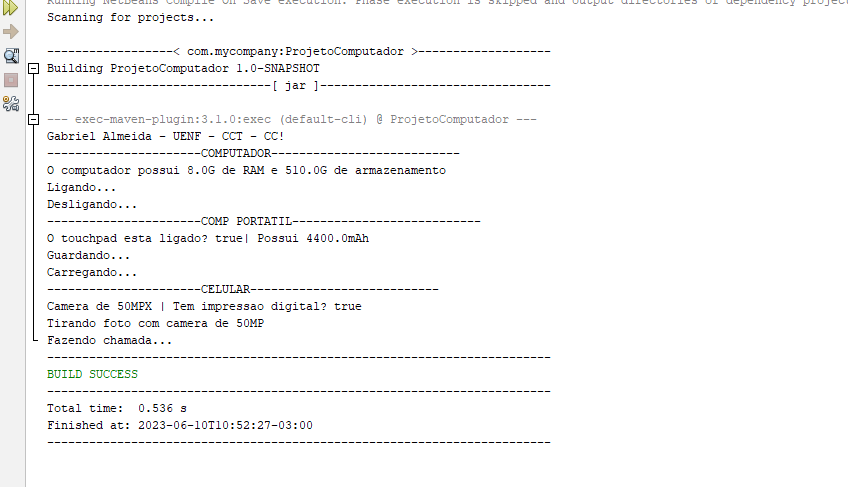 Running NetBeans Compile On Save execution. Phase execution is skipped and output directories of dependency projec
Scanning for projects...
------------------< com.mycompany:ProjetoComputador >-------------------
Building ProjetoComputador 1.0-SNAPSHOT
--------------------------------[ jar ]---------------------------------
--- exec-maven-plugin:3.1.0:exec (default-cli) @ ProjetoComputador ---
Gabriel Almeida - UENF - CCT - CC!
----------------------COMPUTADOR---------------------------
O computador possui 8.0G de RAM e 510.0G de armazenamento
Ligando...
Desligando...
----------------------COMP PORTATIL---------------------------
O touchpad esta ligado? true| Possui 4400.0mAh
Guardando...
Carregando...
----------------------CELULAR---------------------------
Camera de 50MPX | Tem impressao digital? true
Tirando foto com camera de 50MP
Fazendo chamada...
------------------------------------------------------------------------
BUILD SUCCESS
------------------------------------------------------------------------
Total time:  0.536 s
Finished at: 2023-06-10T10:52:27-03:00
------------------------------------------------------------------------